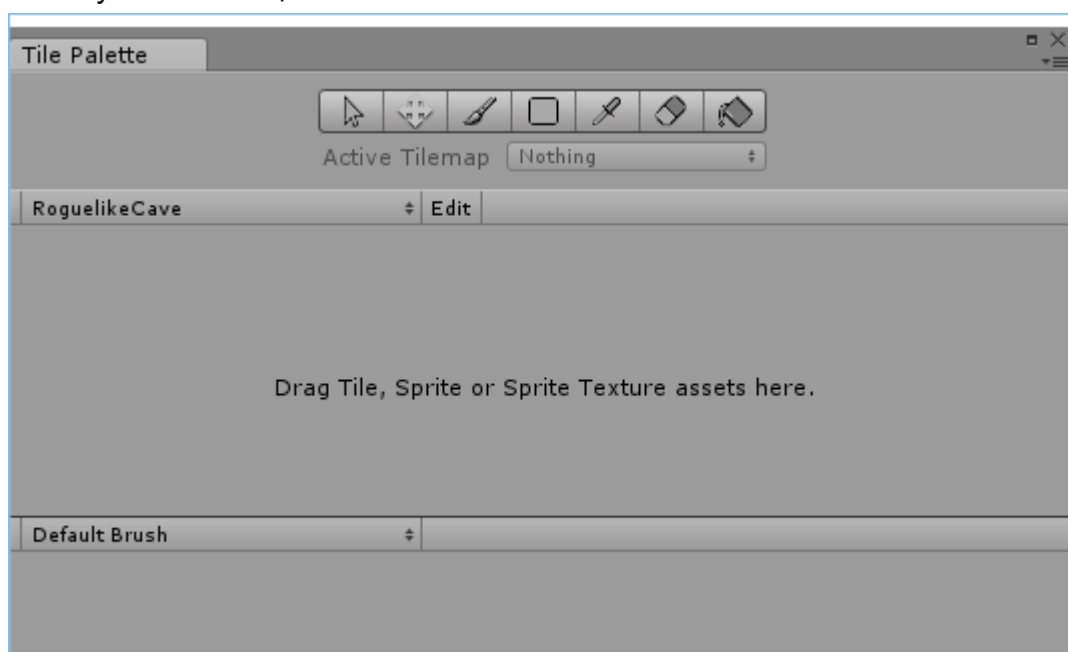 Tile Palette
Active Tilemap Nothing
RoguelikeCave Edit
Drag Tile, Sprite or Sprite Texture assets here.
Default Brush